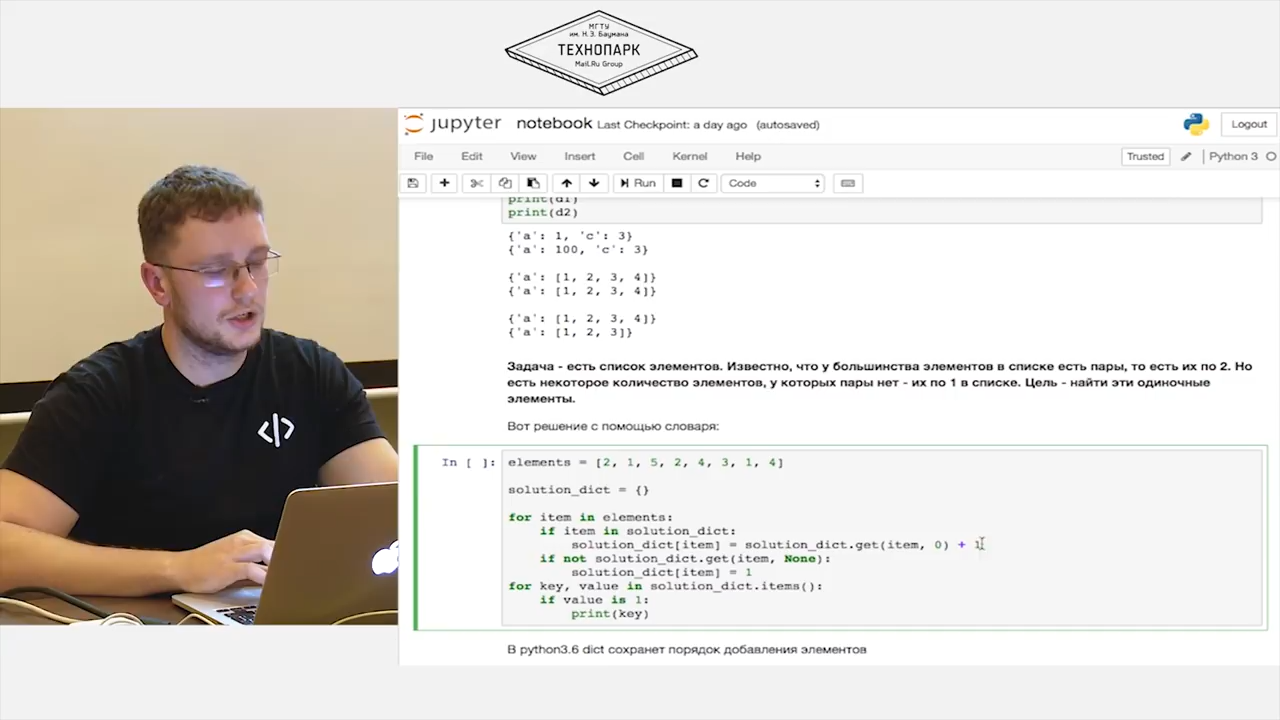 МГТУ
им. Н.Э. Баумана
ТЕХНОПАРК
Mail.Ru Group
jupyter notebook Last Checkpoint: a day ago (autosaved)
Logout
File Edit View Insert Cell Kernel Help
Trusted
Python 3
Run
Code
print(d1)
print(d2)
{'a': 1, 'c': 3}
{'a': 100, 'c': 3}
{'a': [1, 2, 3, 4]}
{'a': [1, 2, 3, 4]}
{'a': [1, 2, 3, 4]}
{'a': [1, 2, 3]}
Задача - есть список элементов. Известно, что у большинства элементов в списке есть пары, то есть их по 2. Но
есть некоторое количество элементов, у которых пары нет - их по 1 в списке. Цель - найти эти одиночные
элементы.
Вот решение с помощью словаря:
In [ ]: elements = [2, 1, 5, 2, 4, 3, 1, 4]
solution_dict = {}
for item in elements:
if item in solution_dict:
solution_dict[item] = solution_dict.get(item, 0) + 1
if not solution_dict.get(item, None):
solution_dict[item] = 1
for key, value in solution_dict.items():
if value is 1:
print(key)
В python3.6 dict сохранет порядок добавления элементов